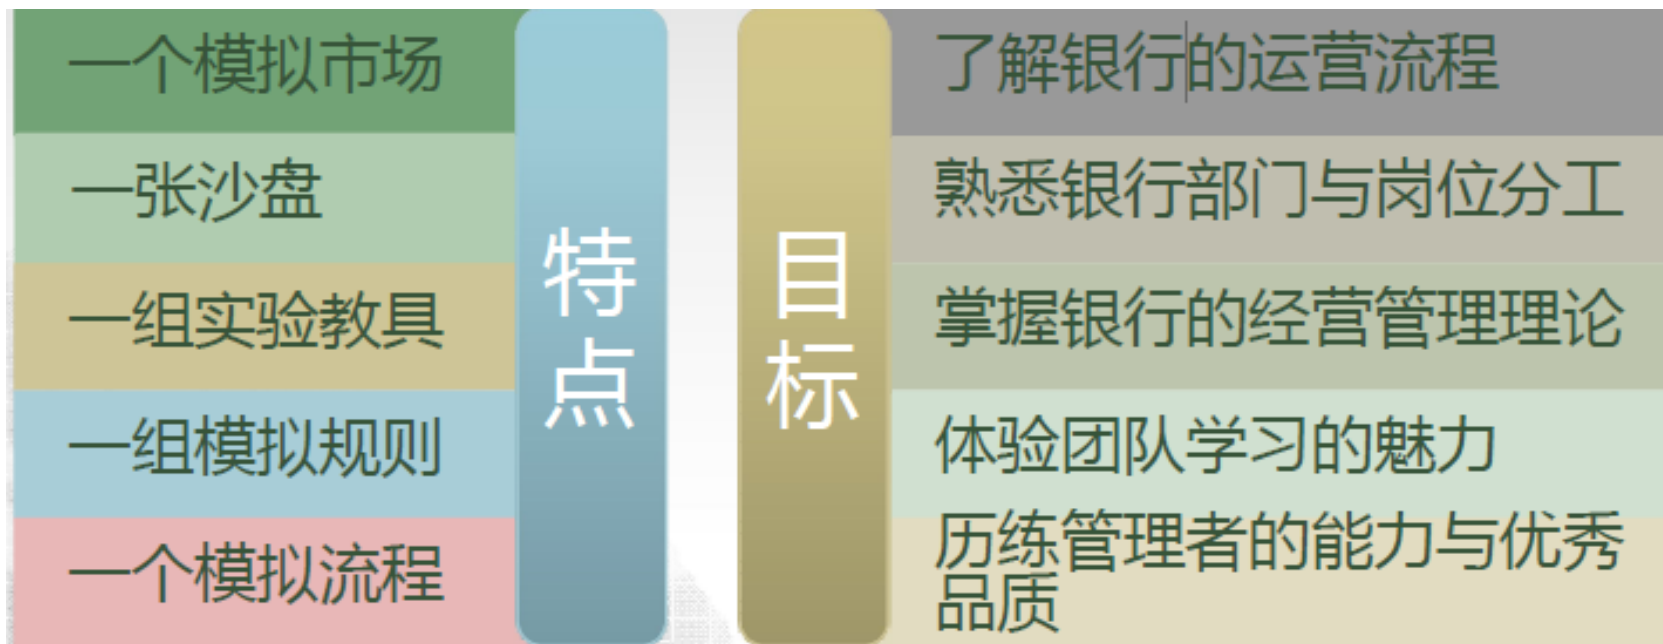 一个模拟市场
一张沙盘
一组实验教具
一组模拟规则
一个模拟流程
特点
目标
了解银行的运营流程
熟悉银行部门与岗位分工
掌握银行的经营管理理论
体验团队学习的魅力
历练管理者的能力与优秀
品质